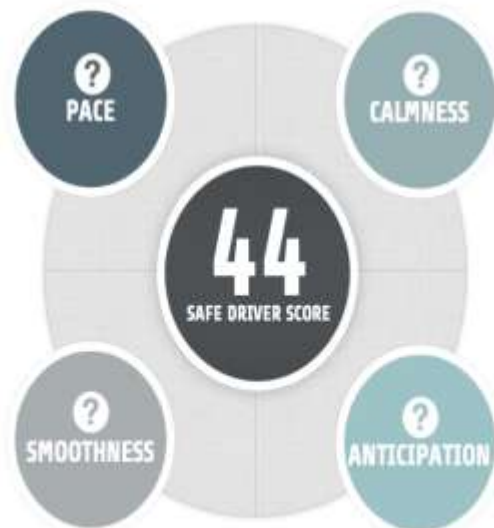 ?
PACE
?
CALMNESS
44
SAFE DRIVER SCORE
?
SMOOTHNESS
?
ANTICIPATION